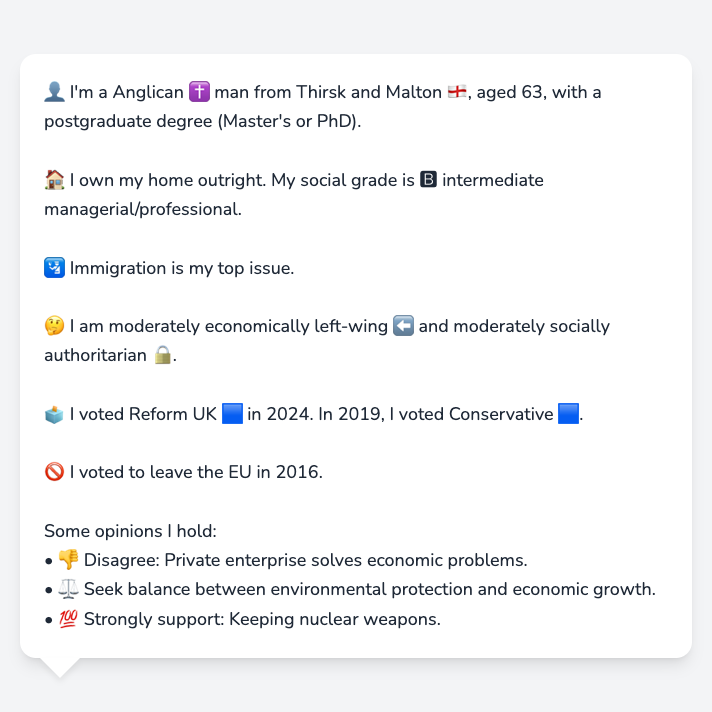 👤 I'm a Anglican ✝️ man from Thirsk and Malton 🏴󠁧󠁢󠁥󠁮󠁧󠁿, aged 63, with a
postgraduate degree (Master's or PhD).
🏠 I own my home outright. My social grade is 🅱 intermediate
managerial/professional.
🛂 Immigration is my top issue.
🤔 I am moderately economically left-wing ⬅️ and moderately socially
authoritarian 🔒.
🗳️ I voted Reform UK 🟦 in 2024. In 2019, I voted Conservative 🟦.
🚫 I voted to leave the EU in 2016.
Some opinions I hold:
• 👎 Disagree: Private enterprise solves economic problems.
• ⚖️ Seek balance between environmental protection and economic growth.
• 💯 Strongly support: Keeping nuclear weapons.